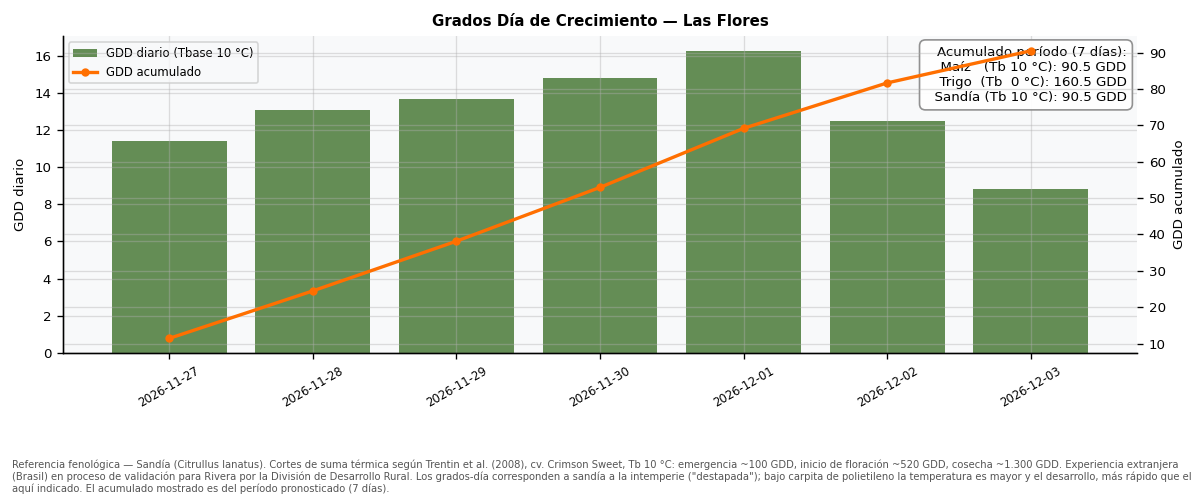 Grados Día de Crecimiento — Las Flores
GDD diario (Tbase 10 °C)
GDD acumulado
Acumulado período (7 días):
Maíz (Tb 10 °C): 90.5 GDD
Trigo (Tb 0 °C): 160.5 GDD
Sandía (Tb 10 °C): 90.5 GDD
GDD diario
16
14
12
10
8
6
4
2
0
90
80
70
60
50
40
30
20
10
GDD acumulado
2026-11-27
2026-11-28
2026-11-29
2026-11-30
2026-12-01
2026-12-02
2026-12-03
Referencia fenológica — Sandía (Citrullus lanatus). Cortes de suma térmica según Trentin et al. (2008), cv. Crimson Sweet, Tb 10 °C: emergencia ~100 GDD, inicio de floración ~520 GDD, cosecha ~1.300 GDD. Experiencia extranjera
(Brasil) en proceso de validación para Rivera por la División de Desarrollo Rural. Los grados-día corresponden a sandía a la intemperie ("destapada"); bajo carpita de polietileno la temperatura es mayor y el desarrollo, más rápido que el
aquí indicado. El acumulado mostrado es del período pronosticado (7 días).